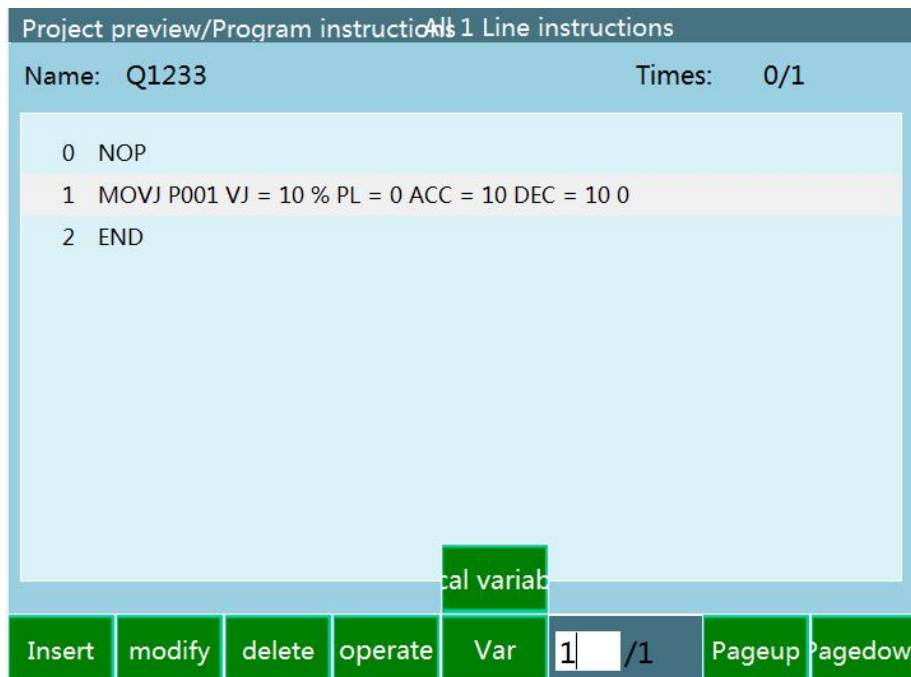 Project preview/Program instructions All 1 Line instructions
Name: Q1233 Times: 0/1
0 NOP
1 MOVJ P001 VJ = 10 % PL = 0 ACC = 10 DEC = 10 0
2 END
cal variab
Insert modify delete operate Var 1 /1 Pageup Pagedow